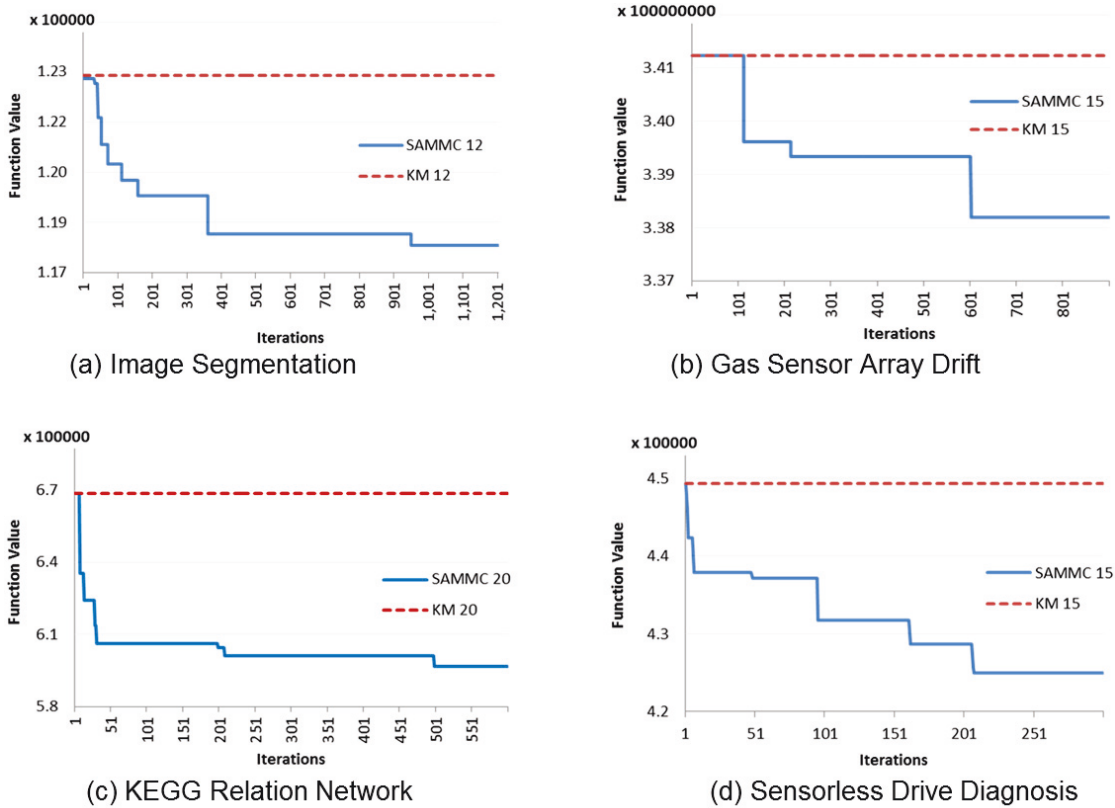 x 100000
1.23
1.22
1.20
1.19
1.17
Function Value
SAMMC 12
KM 12
1
101
201
301
401
501
601
701
801
901
1,001
1,101
1,201
Iterations
(a) Image Segmentation
x 100000000
3.41
3.40
3.39
3.38
3.37
Function value
SAMMC 15
KM 15
1
101
201
301
401
501
601
701
801
Iterations
(b) Gas Sensor Array Drift
x 100000
6.7
6.4
6.1
5.8
Function Value
SAMMC 20
KM 20
1
51
101
151
201
251
301
351
401
451
501
551
Iterations
(c) KEGG Relation Network
x 100000
4.5
4.4
4.3
4.2
Function Value
SAMMC 15
KM 15
1
51
101
151
201
251
Iterations
(d) Sensorless Drive Diagnosis